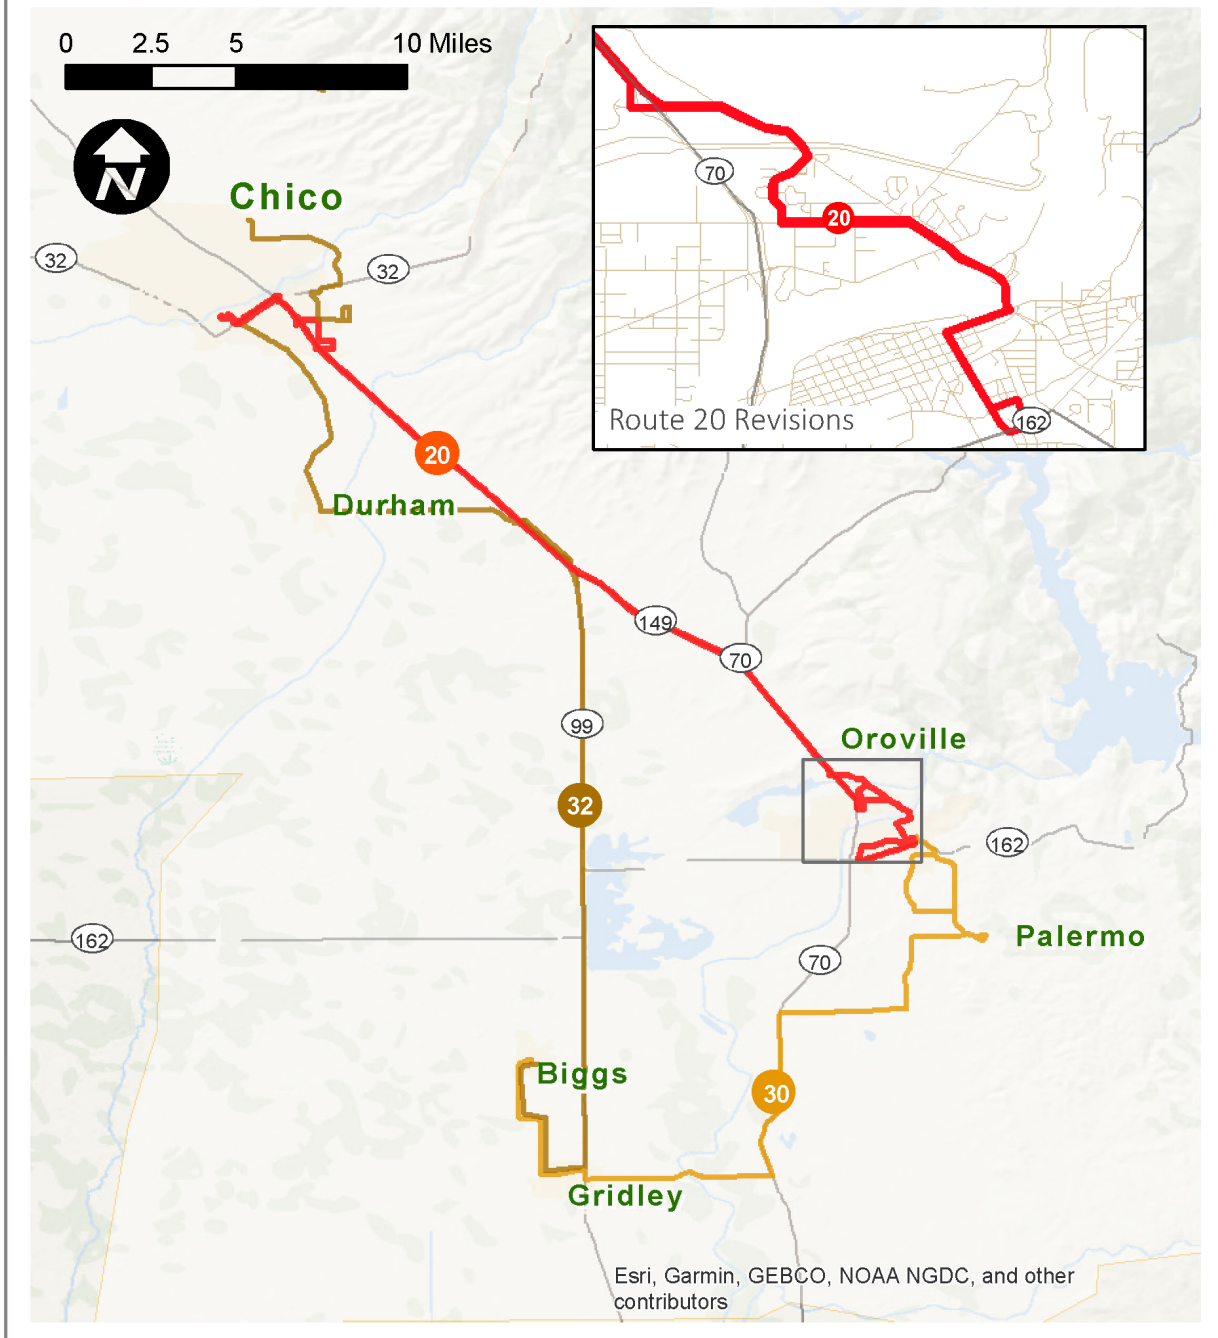 0 2.5 5 10 Miles
N
Chico
32
32
70
20
Route 20 Revisions
162
20
Durham
149
70
99
Oroville
32
162
162
Palermo
70
Biggs
30
Gridley
Esri, Garmin, GEBCO, NOAA NGDC, and other
contributors